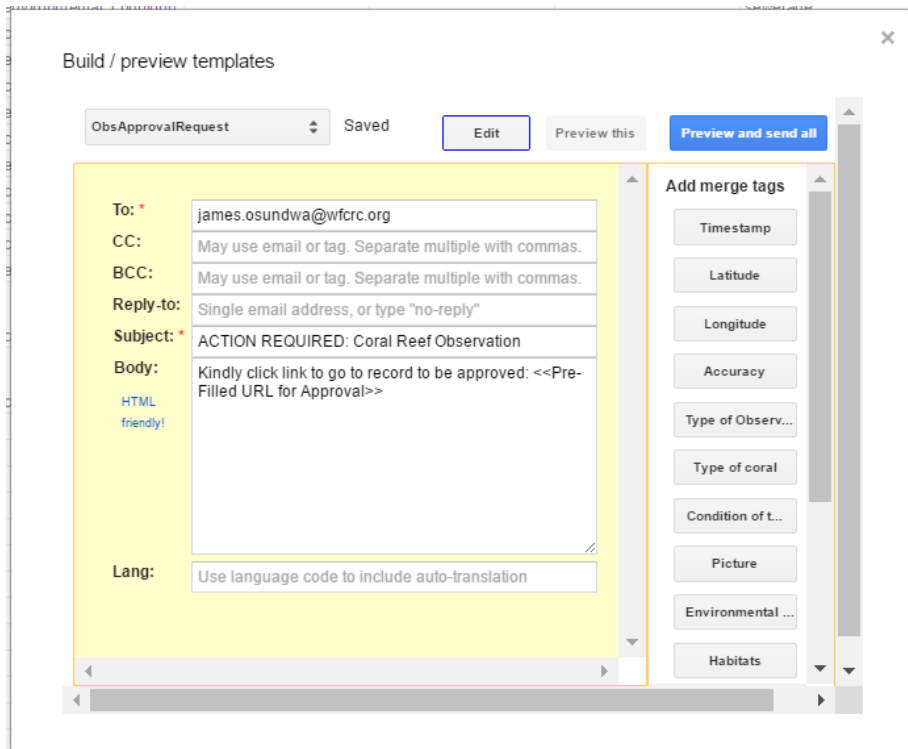 ×
Build / preview templates
ObsApprovalRequest
Saved
Edit
Preview this
Preview and send all
To: *
james.osundwa@wfcrc.org
CC:
May use email or tag. Separate multiple with commas.
BCC:
May use email or tag. Separate multiple with commas.
Reply-to:
Single email address, or type "no-reply"
Subject: *
ACTION REQUIRED: Coral Reef Observation
Body:
Kindly click link to go to record to be approved: <<Pre-
Filled URL for Approval>>
HTML
friendly!
Lang:
Use language code to include auto-translation
Add merge tags
Timestamp
Latitude
Longitude
Accuracy
Type of Observ...
Type of coral
Condition of t...
Picture
Environmental ...
Habitats